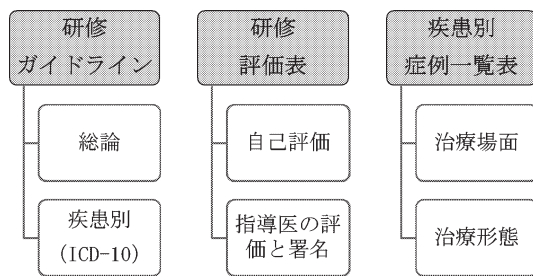 研修
ガイドライン
総論
疾患別
(ICD-10)
研修
評価表
自己評価
指導医の評
価と署名
疾患別
症例一覧表
治療場面
治療形態